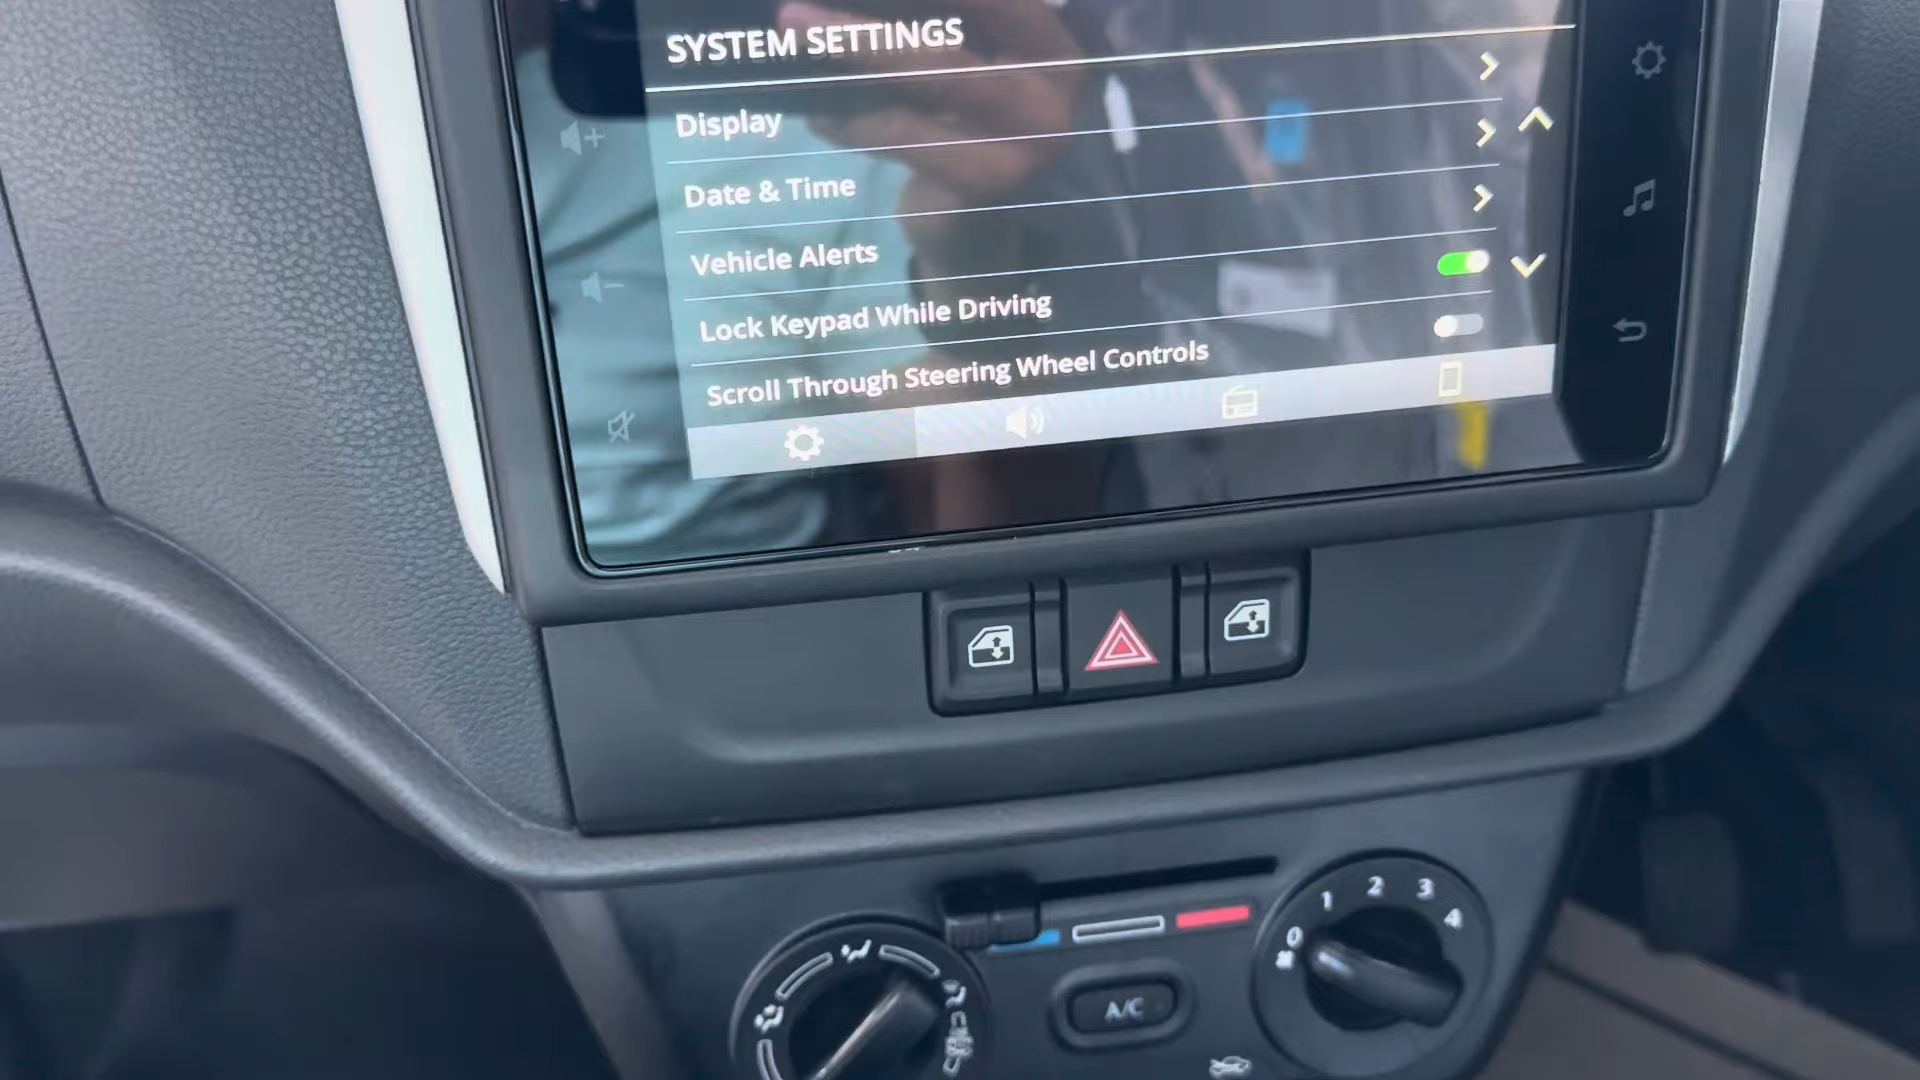 SYSTEM SETTINGS
Display
Date & Time
Vehicle Alerts
Lock Keypad While Driving
Scroll Through Steering Wheel Controls
0 1 2 3 4
A/C